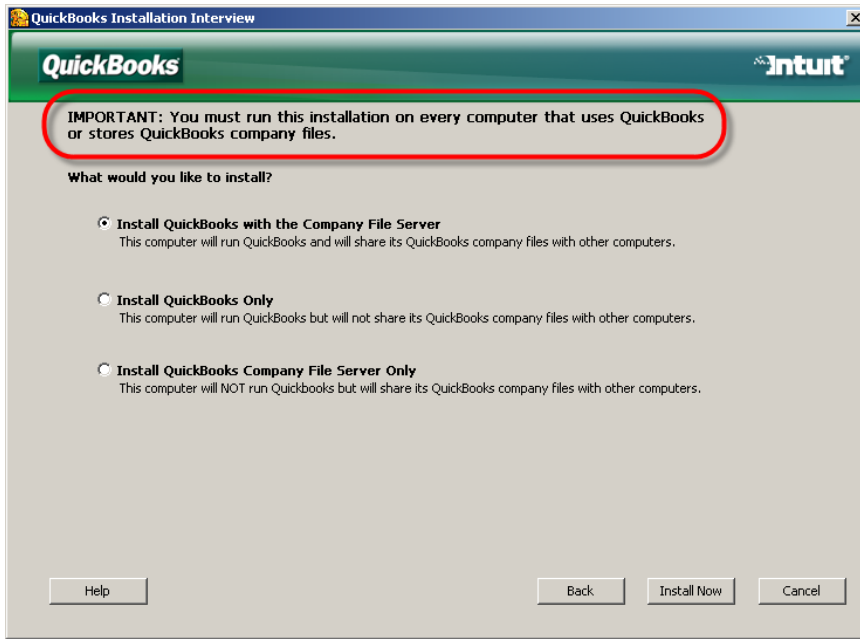 QuickBooks Installation Interview
QuickBooks
Intuit
IMPORTANT: You must run this installation on every computer that uses QuickBooks
or stores QuickBooks company files.
What would you like to install?
Install QuickBooks with the Company File Server
This computer will run QuickBooks and will share its QuickBooks company files with other computers.
Install QuickBooks Only
This computer will run QuickBooks but will not share its QuickBooks company files with other computers.
Install QuickBooks Company File Server Only
This computer will NOT run Quickbooks but will share its QuickBooks company files with other computers.
Help
Back
Install Now
Cancel